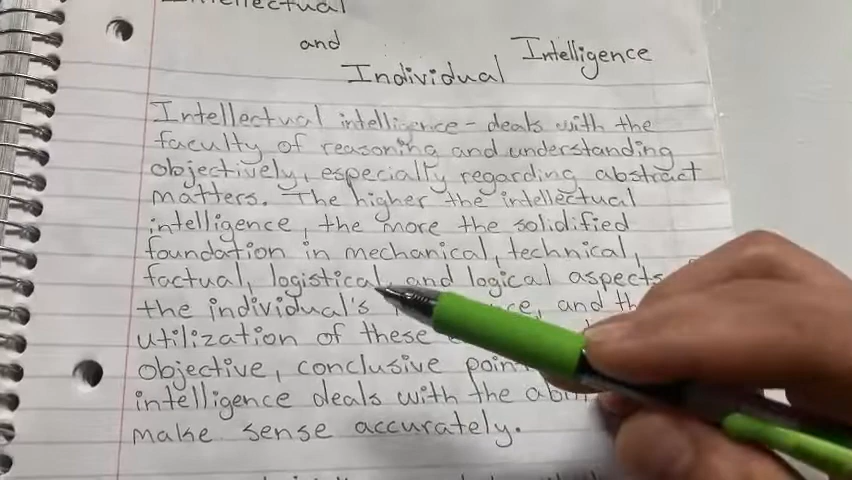 Intellectual
and
Intelligence
Individual
Intellectual intelligence - deals with the
faculty of reasoning and understanding
objectively, especially regarding abstract
matters. The higher the intellectual
intelligence, the more the solidified
foundation in mechanical, technical,
factual, logistical, and logical aspects
the individual's and
utilization of these
objective, conclusive
intelligence deals with the
make sense accurately.